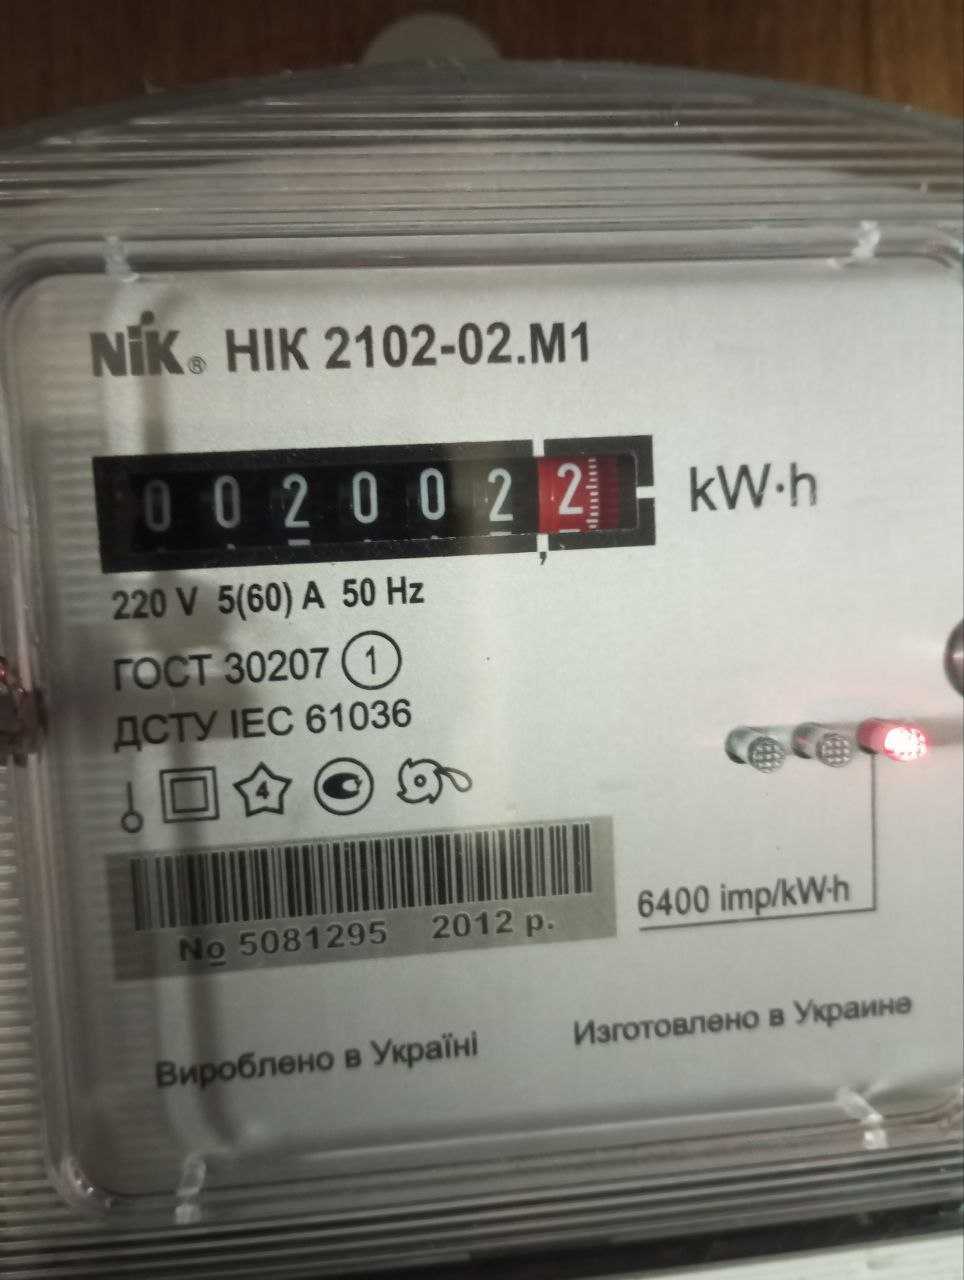 NiK® НІК 2102-02.М1
002002,2 kW·h
220 V 5(60) A 50 Hz
ГОСТ 30207 1
ДСТУ IEC 61036
4
6400 imp/kW·h
No 5081295 2012 р.
Вироблено в Україні Изготовлено в Украине